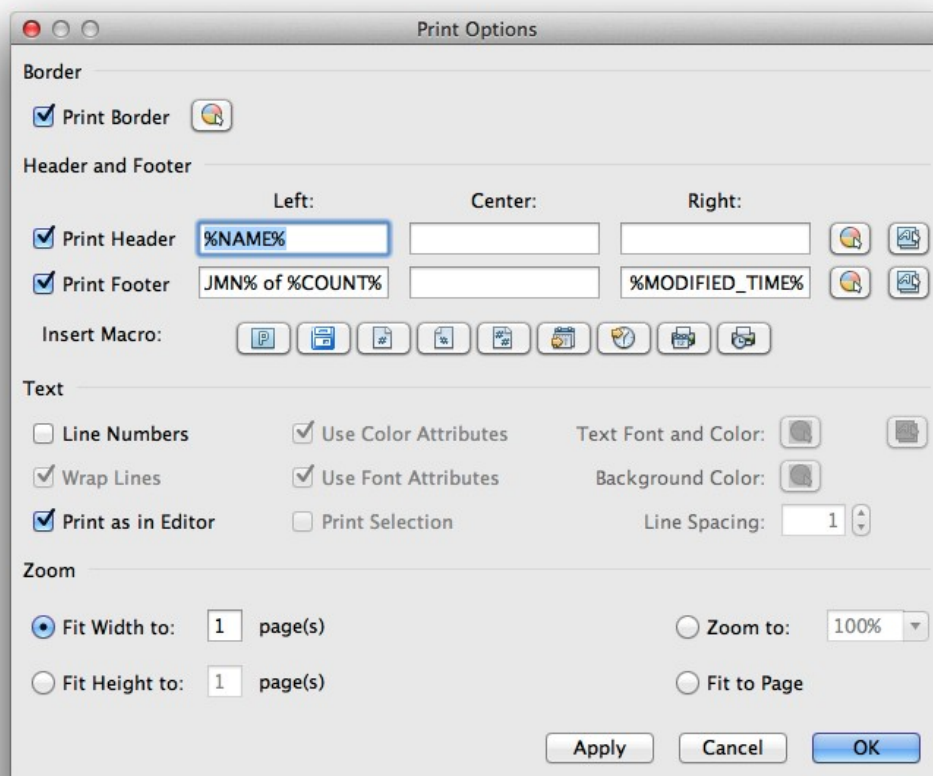 Print Options
Border
Print Border
Header and Footer
Left: Center: Right:
Print Header %NAME%
Print Footer JMN% of %COUNT% %MODIFIED_TIME%
Insert Macro:
Text
Line Numbers Use Color Attributes Text Font and Color:
Wrap Lines Use Font Attributes Background Color:
Print as in Editor Print Selection Line Spacing: 1
Zoom
Fit Width to: 1 page(s) Zoom to: 100%
Fit Height to: 1 page(s) Fit to Page
Apply Cancel OK